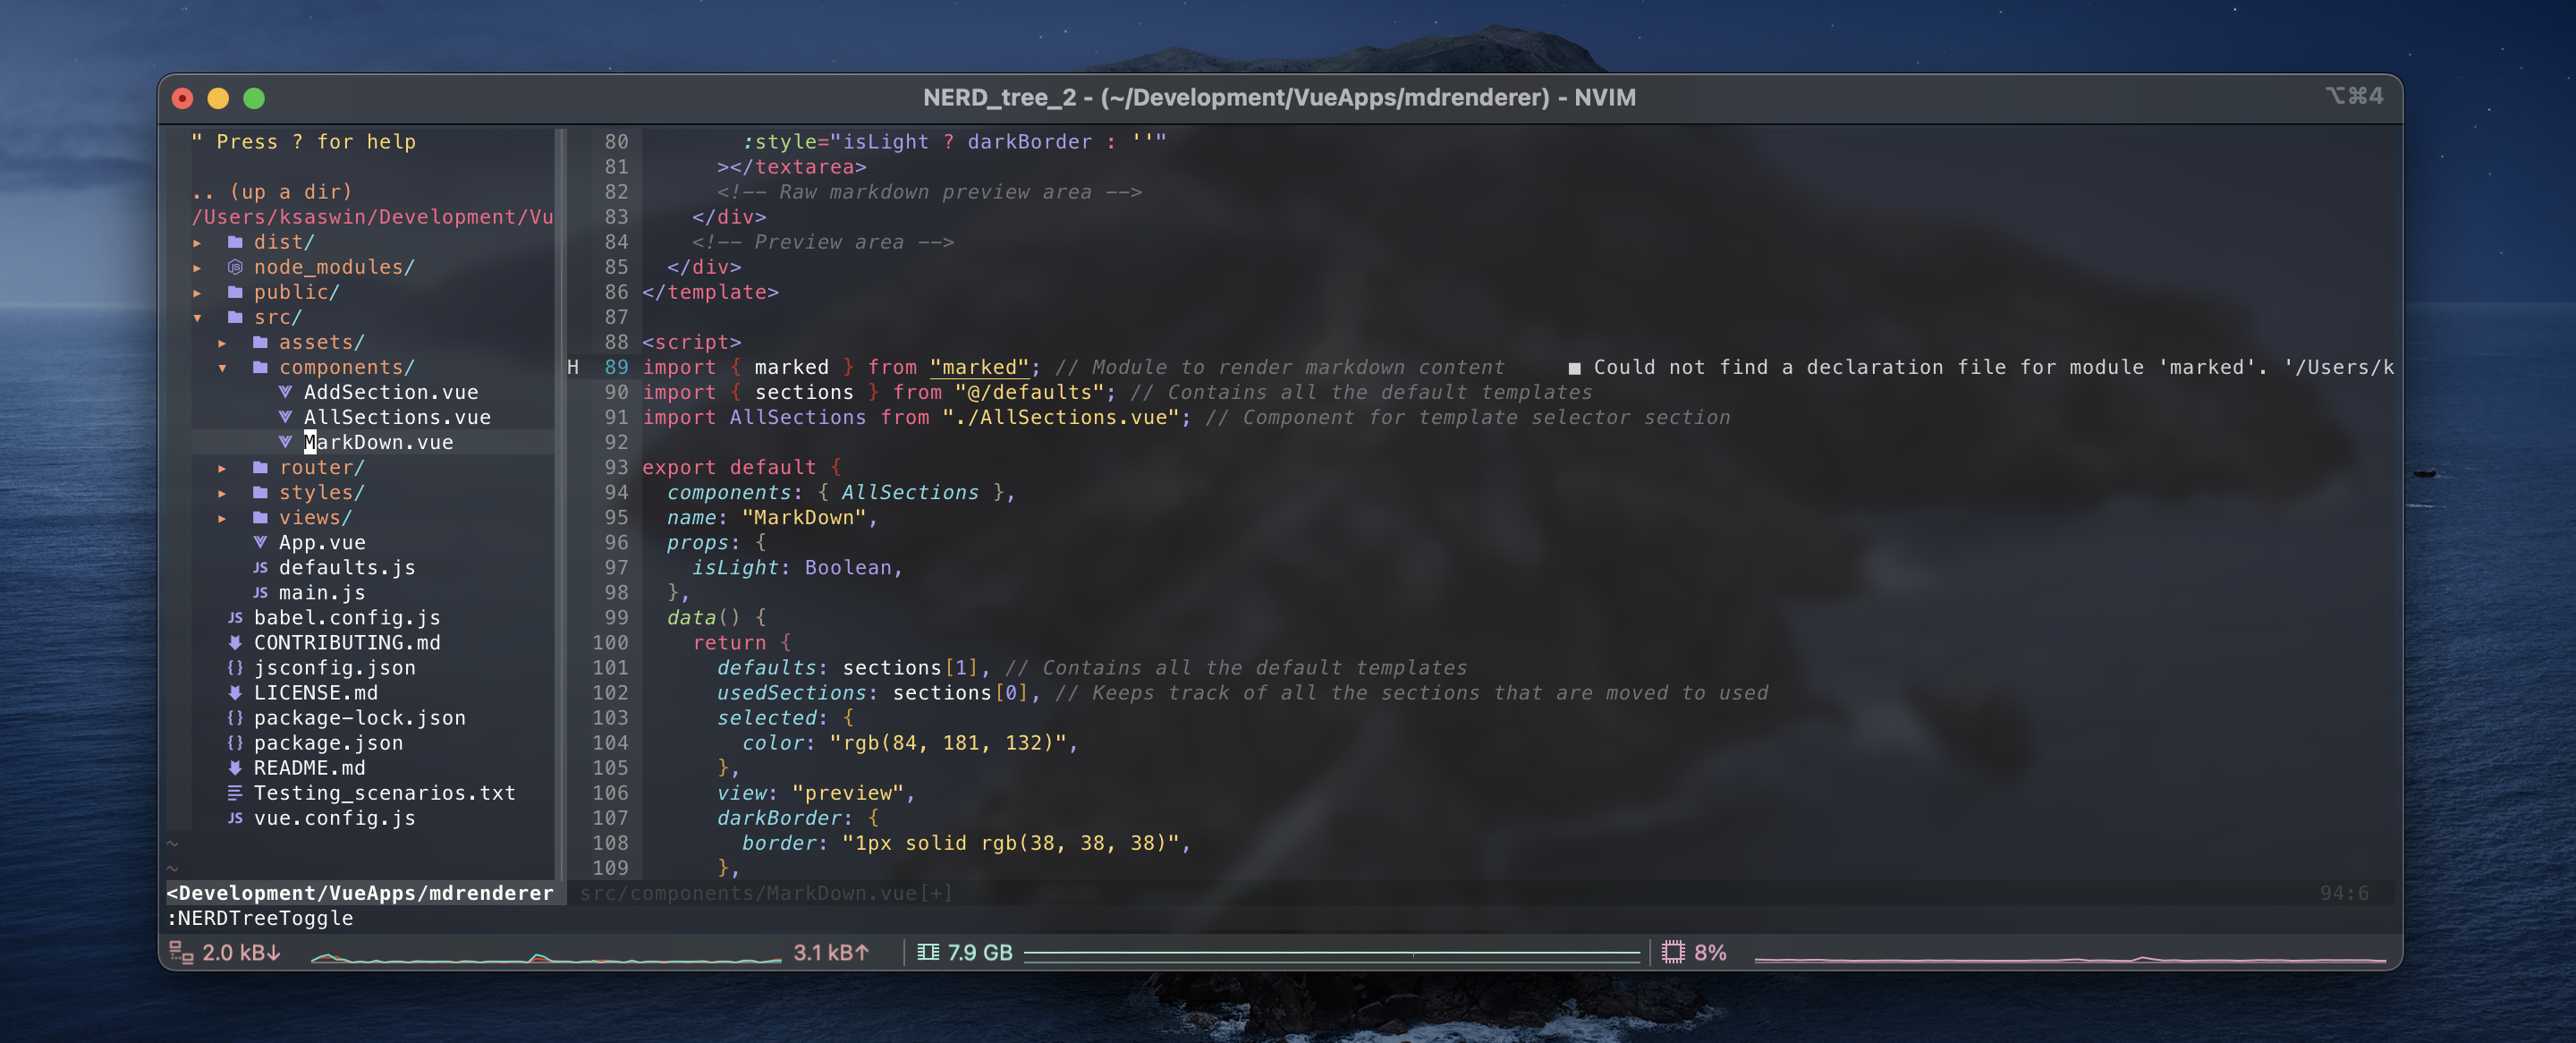 NERD_tree_2 - (~/Development/VueApps/mdrenderer) - NVIM
⌥⌘4
" Press ? for help
.. (up a dir)
/Users/ksaswin/Development/Vu
▸ dist/
▸ node_modules/
▸ public/
▾ src/
▸ assets/
▾ components/
AddSection.vue
AllSections.vue
MarkDown.vue
▸ router/
▸ styles/
▸ views/
App.vue
JS defaults.js
JS main.js
JS babel.config.js
CONTRIBUTING.md
{} jsconfig.json
LICENSE.md
{} package-lock.json
{} package.json
README.md
Testing_scenarios.txt
JS vue.config.js
~
~
<Development/VueApps/mdrenderer
80 :style="isLight ? darkBorder : ''"
81 ></textarea>
82 <!-- Raw markdown preview area -->
83 </div>
84 <!-- Preview area -->
85 </div>
86 </template>
87
88 <script>
H 89 import { marked } from "marked"; // Module to render markdown content ■ Could not find a declaration file for module 'marked'. '/Users/k
90 import { sections } from "@/defaults"; // Contains all the default templates
91 import AllSections from "./AllSections.vue"; // Component for template selector section
92
93 export default {
94 components: { AllSections },
95 name: "MarkDown",
96 props: {
97 isLight: Boolean,
98 },
99 data() {
100 return {
101 defaults: sections[1], // Contains all the default templates
102 usedSections: sections[0], // Keeps track of all the sections that are moved to used
103 selected: {
104 color: "rgb(84, 181, 132)",
105 },
106 view: "preview",
107 darkBorder: {
108 border: "1px solid rgb(38, 38, 38)",
109 },
src/components/MarkDown.vue[+] 94:6
:NERDTreeToggle
2.0 kB↓ 3.1 kB↑ 7.9 GB 8%